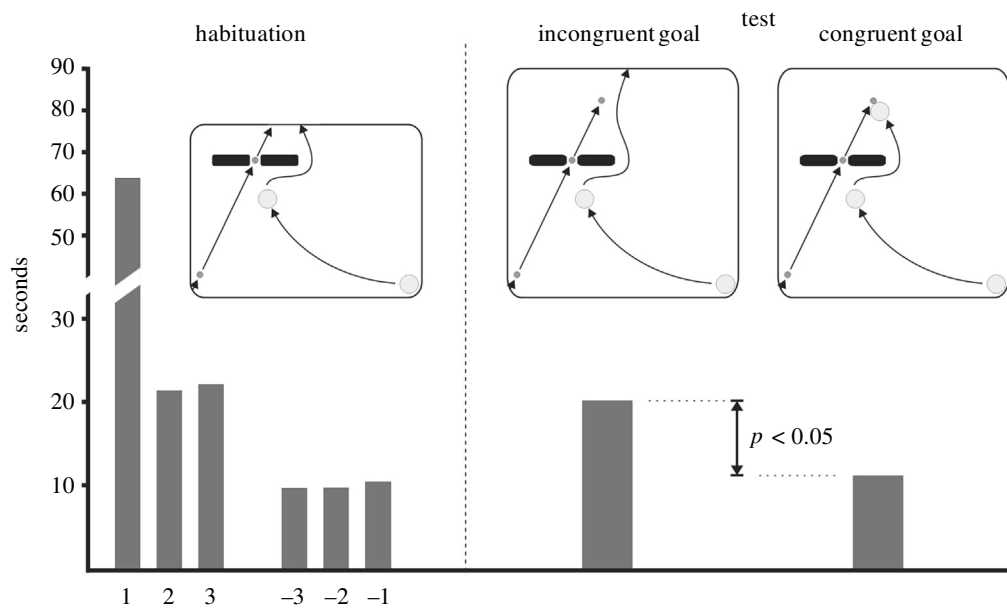 test
habituation
incongruent goal
congruent goal
90
80
70
60
50
30
20
10
seconds
p < 0.05
1 2 3 –3 –2 –1